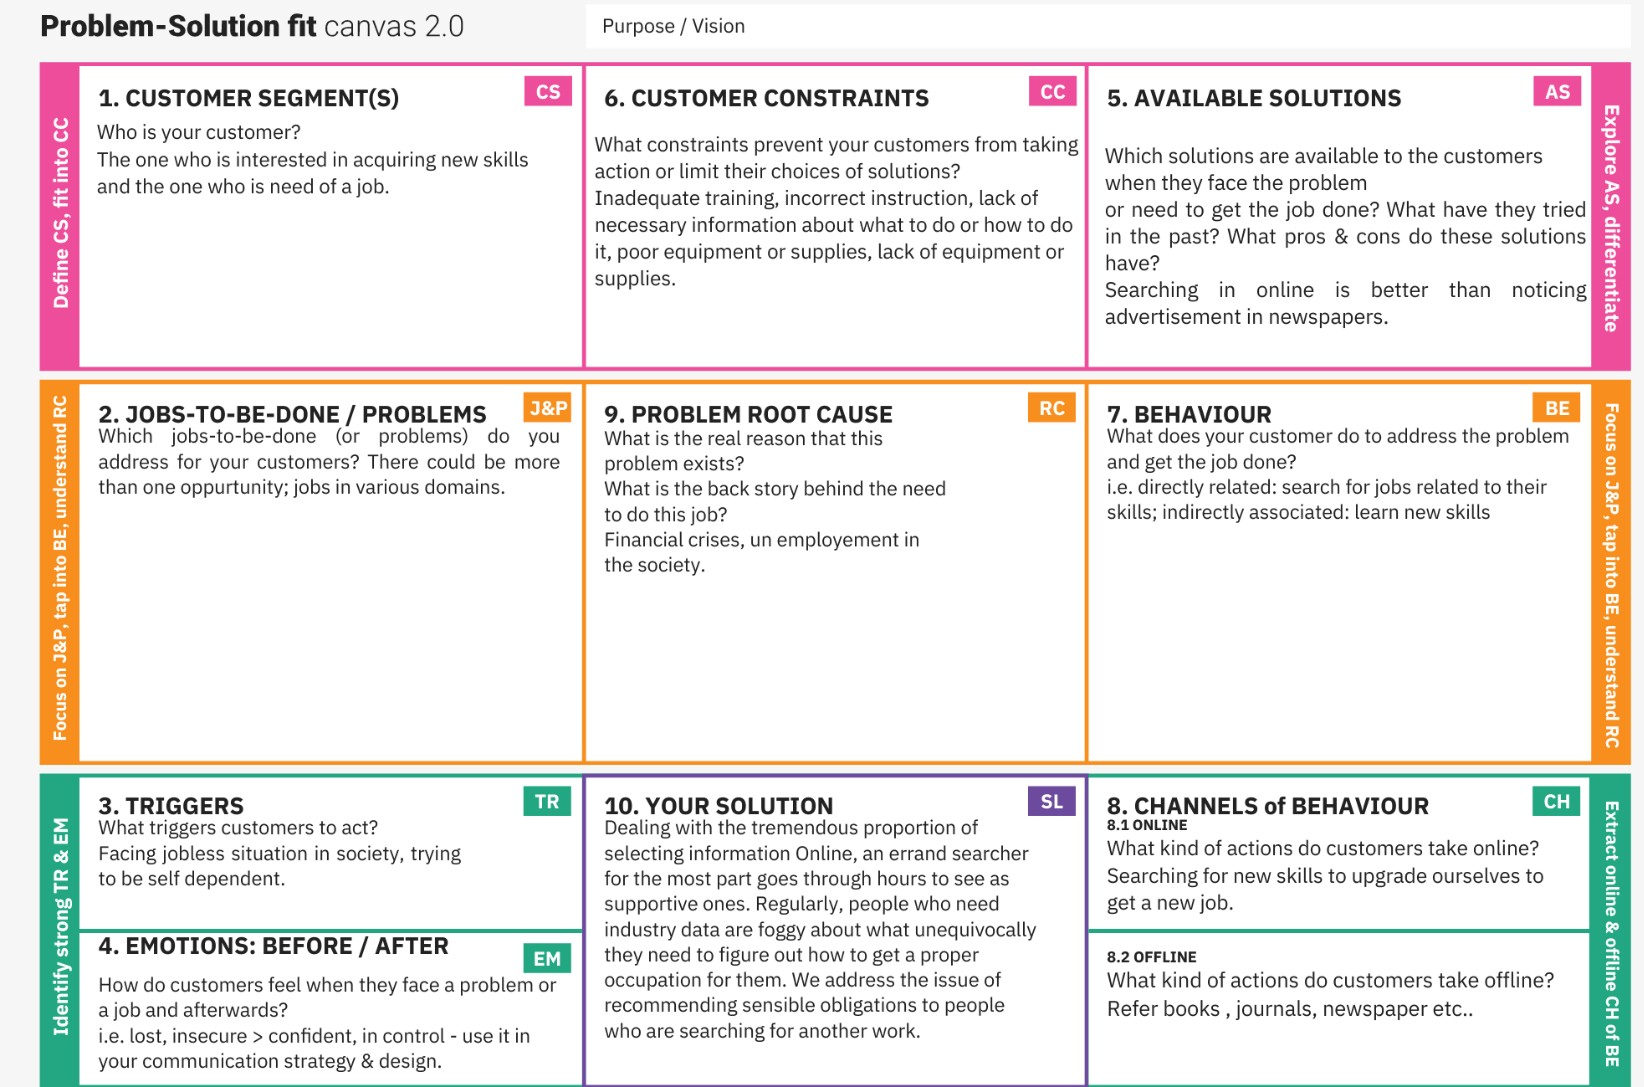 Problem-Solution fit canvas 2.0
Purpose / Vision
Define CS, fit into CC
1. CUSTOMER SEGMENT(S)
CS
Who is your customer?
The one who is interested in acquiring new skills
and the one who is need of a job.
6. CUSTOMER CONSTRAINTS
CC
What constraints prevent your customers from taking
action or limit their choices of solutions?
Inadequate training, incorrect instruction, lack of
necessary information about what to do or how to do
it, poor equipment or supplies, lack of equipment or
supplies.
5. AVAILABLE SOLUTIONS
AS
Which solutions are available to the customers
when they face the problem
or need to get the job done? What have they tried
in the past? What pros & cons do these solutions
have?
Searching in online is better than noticing
advertisement in newspapers.
Explore AS, differentiate
Focus on J&P, tap into BE, understand RC
2. JOBS-TO-BE-DONE / PROBLEMS
J&P
Which jobs-to-be-done (or problems) do you
address for your customers? There could be more
than one oppurtunity; jobs in various domains.
9. PROBLEM ROOT CAUSE
RC
What is the real reason that this
problem exists?
What is the back story behind the need
to do this job?
Financial crises, un employement in
the society.
7. BEHAVIOUR
BE
What does your customer do to address the problem
and get the job done?
i.e. directly related: search for jobs related to their
skills; indirectly associated: learn new skills
Focus on J&P, tap into BE, understand RC
Identify strong TR & EM
3. TRIGGERS
TR
What triggers customers to act?
Facing jobless situation in society, trying
to be self dependent.
4. EMOTIONS: BEFORE / AFTER
EM
How do customers feel when they face a problem or
a job and afterwards?
i.e. lost, insecure > confident, in control - use it in
your communication strategy & design.
10. YOUR SOLUTION
SL
Dealing with the tremendous proportion of
selecting information Online, an errand searcher
for the most part goes through hours to see as
supportive ones. Regularly, people who need
industry data are foggy about what unequivocally
they need to figure out how to get a proper
occupation for them. We address the issue of
recommending sensible obligations to people
who are searching for another work.
8. CHANNELS of BEHAVIOUR
CH
8.1 ONLINE
What kind of actions do customers take online?
Searching for new skills to upgrade ourselves to
get a new job.
8.2 OFFLINE
What kind of actions do customers take offline?
Refer books , journals, newspaper etc..
Extract online & offline CH of BE